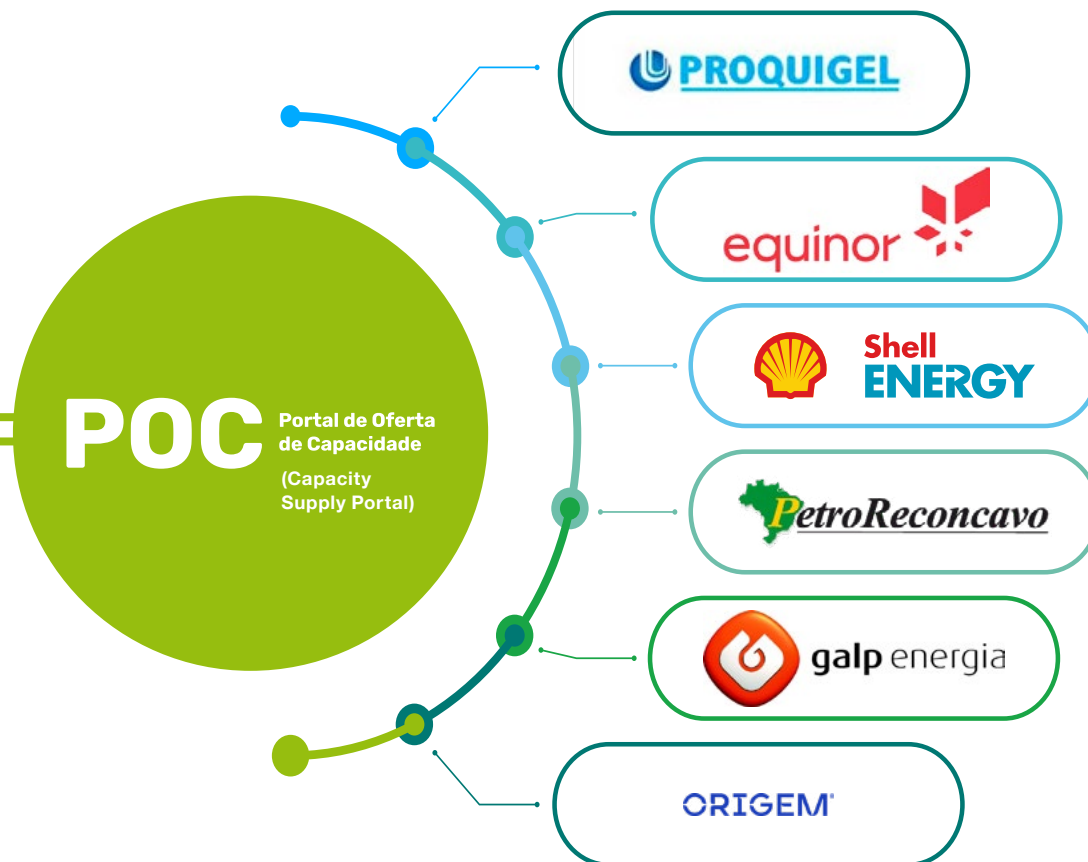 POC
Portal de Oferta
de Capacidade
(Capacity
Supply Portal)
PROQUIGEL
equinor
Shell
ENERGY
PetroReconcavo
galp energia
ORIGEM